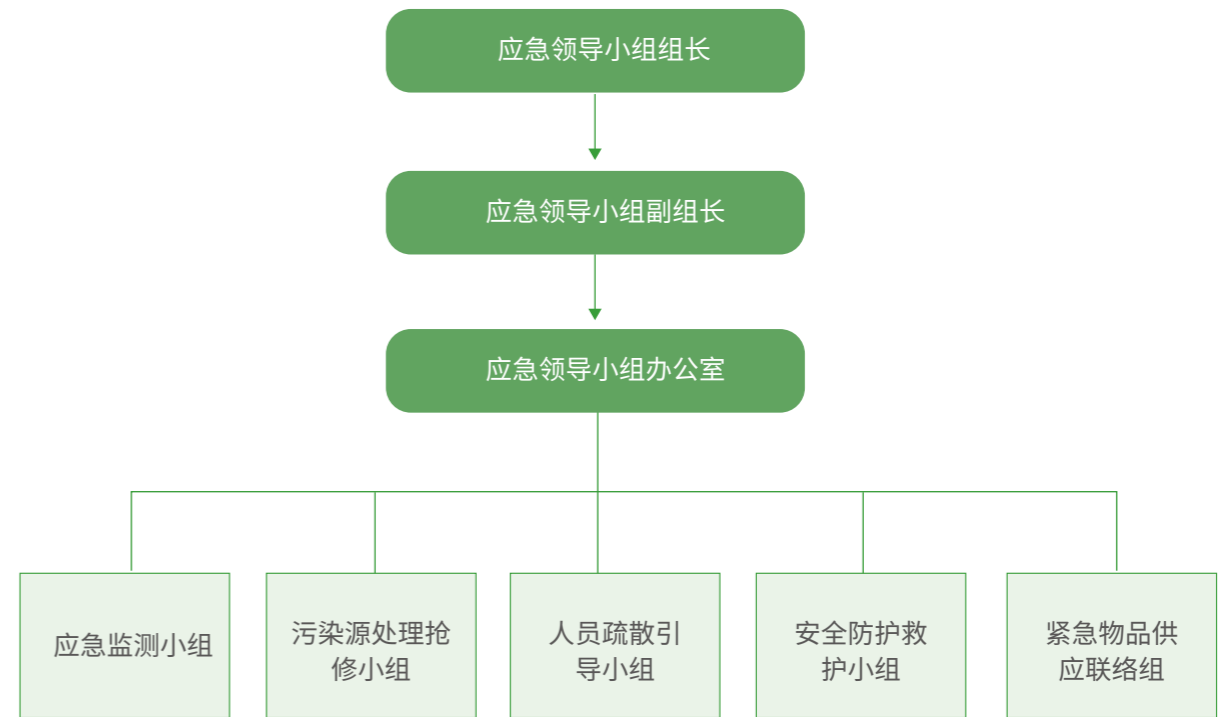 应急领导小组组长
应急领导小组副组长
应急领导小组办公室
应急监测小组
污染源处理抢
修小组
人员疏散引
导小组
安全防护救
护小组
紧急物品供
应联络组